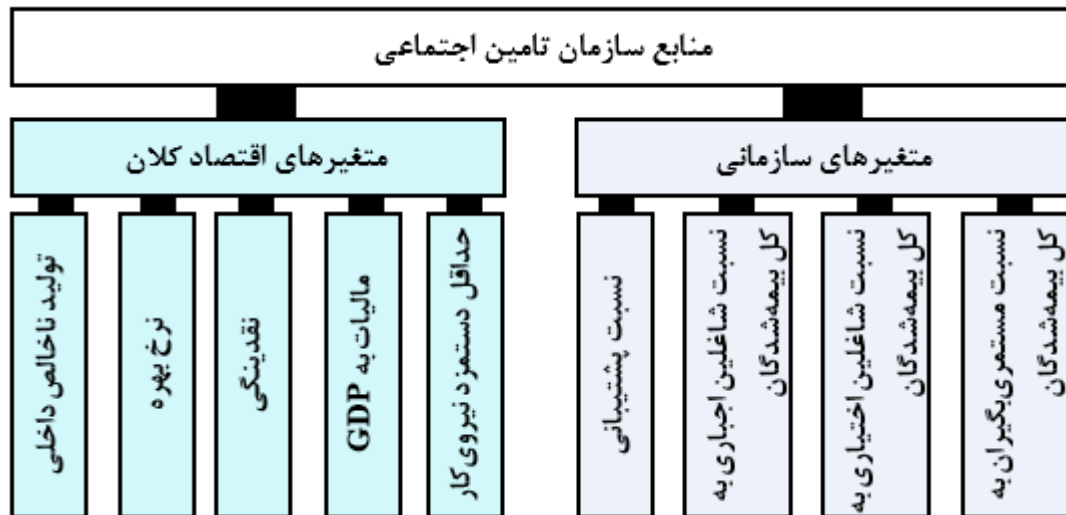 منابع سازمان تامین اجتماعی
متغیرهای سازمانی
متغیرهای اقتصاد کلان
نسبت مستمری‌بگیران به
کل بیمه‌شدگان
نسبت شاغلین اختیاری به
کل بیمه‌شدگان
نسبت شاغلین اجباری به
کل بیمه‌شدگان
نسبت پشتیبانی
حداقل دستمزد نیروی کار
مالیات به GDP
نقدینگی
نرخ بهره
تولید ناخالص داخلی